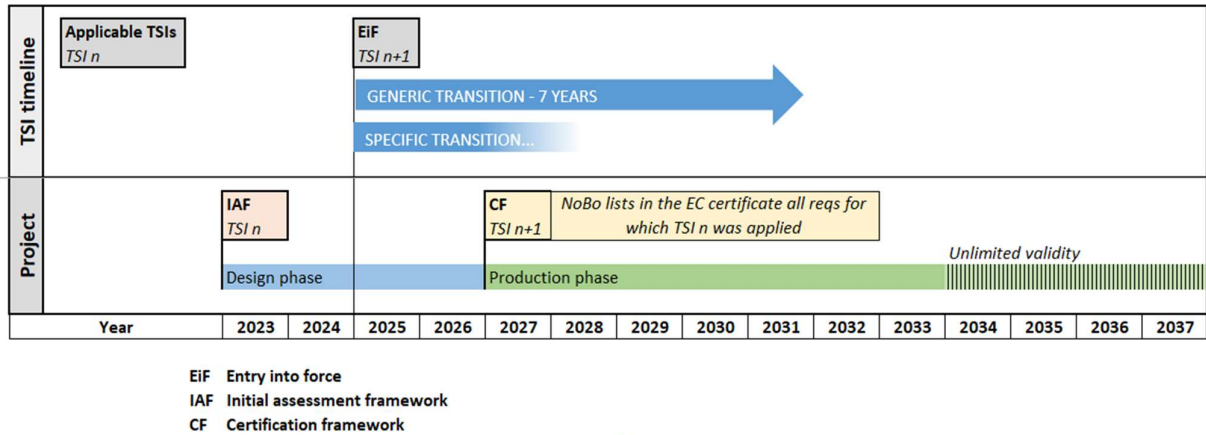 TSI timeline
Applicable TSIs
TSI n
EiF
TSI n+1
GENERIC TRANSITION - 7 YEARS
SPECIFIC TRANSITION...
Project
IAF
TSI n
CF
TSI n+1
NoBo lists in the EC certificate all reqs for
which TSI n was applied
Unlimited validity
Design phase
Production phase
Year 2023 2024 2025 2026 2027 2028 2029 2030 2031 2032 2033 2034 2035 2036 2037
EiF Entry into force
IAF Initial assessment framework
CF Certification framework